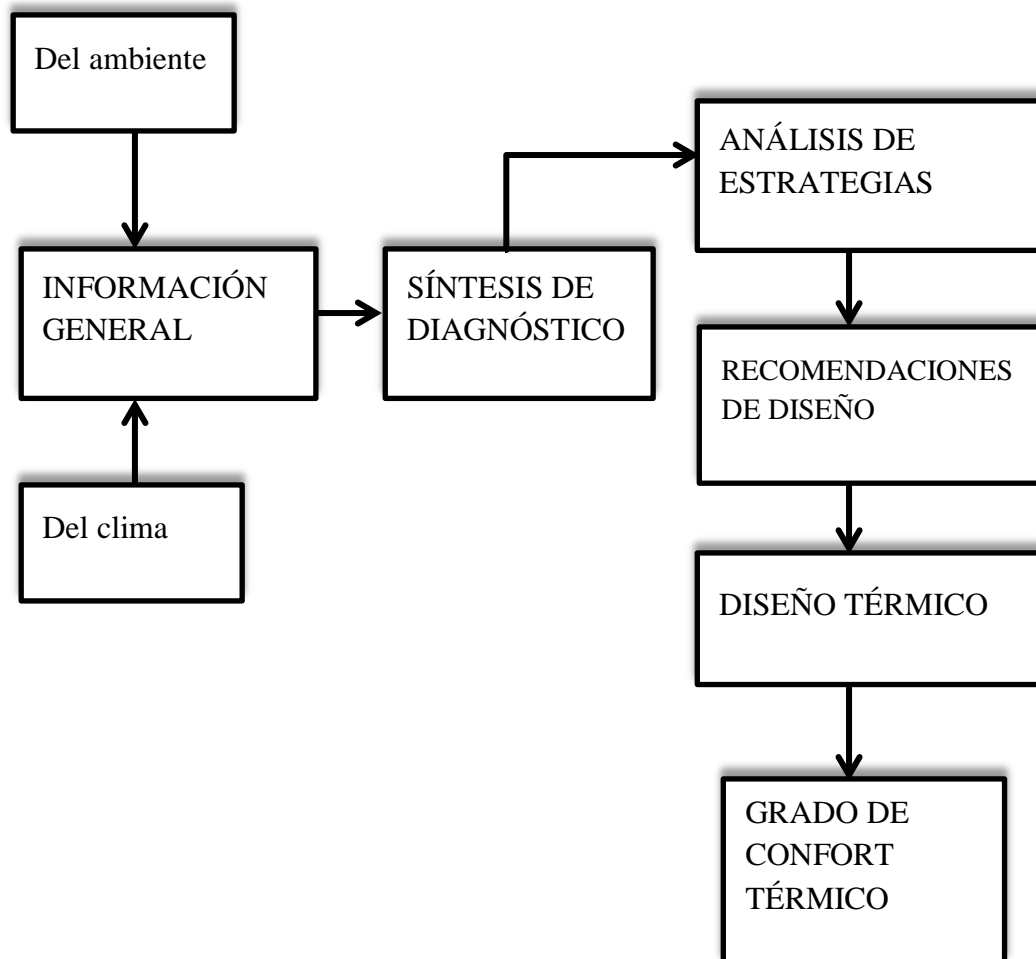 Del ambiente
INFORMACIÓN
GENERAL
Del clima
SÍNTESIS DE
DIAGNÓSTICO
ANÁLISIS DE
ESTRATEGIAS
RECOMENDACIONES
DE DISEÑO
DISEÑO TÉRMICO
GRADO DE
CONFORT
TÉRMICO